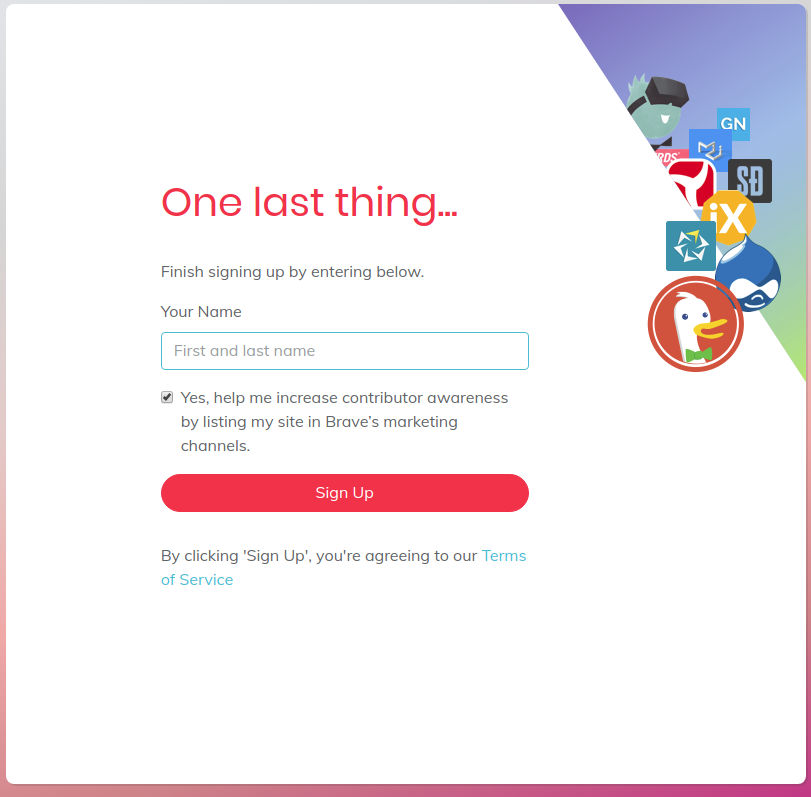 GN
RDS
SĐ
iX
One last thing...
Finish signing up by entering below.
Your Name
First and last name
Yes, help me increase contributor awareness
by listing my site in Brave's marketing
channels.
Sign Up
By clicking 'Sign Up', you're agreeing to our Terms
of Service